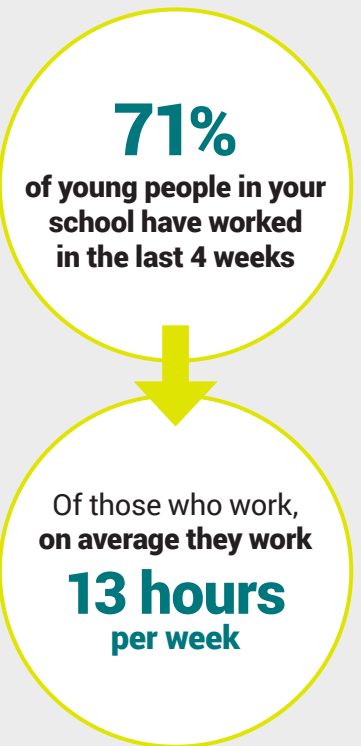 71%
of young people in your
school have worked
in the last 4 weeks
Of those who work,
on average they work
13 hours
per week